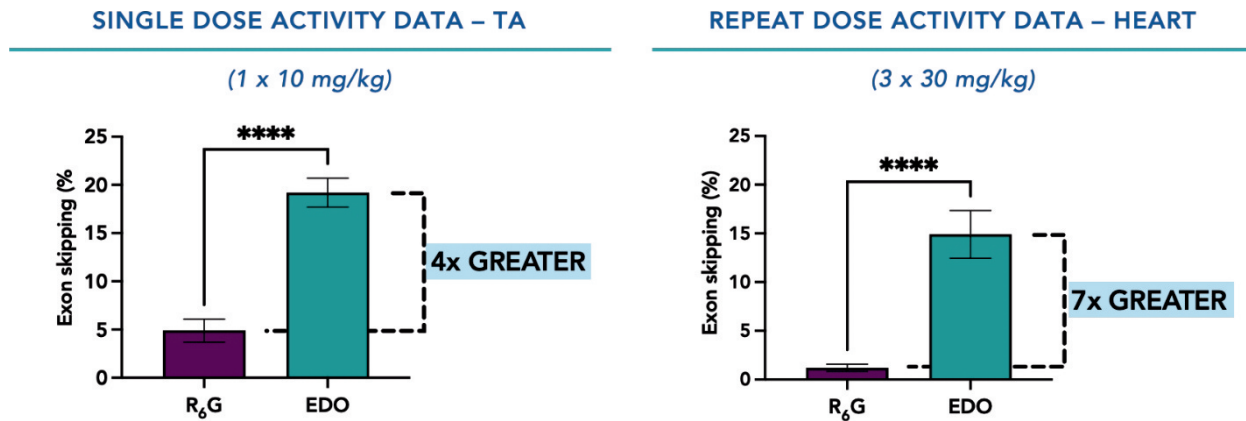 SINGLE DOSE ACTIVITY DATA – TA
(1 x 10 mg/kg)
Exon skipping (%
25
20
15
10
5
0
****
4x GREATER
R₆G
EDO
REPEAT DOSE ACTIVITY DATA – HEART
(3 x 30 mg/kg)
Exon skipping (%)
25
20
15
10
5
0
****
7x GREATER
R₆G
EDO